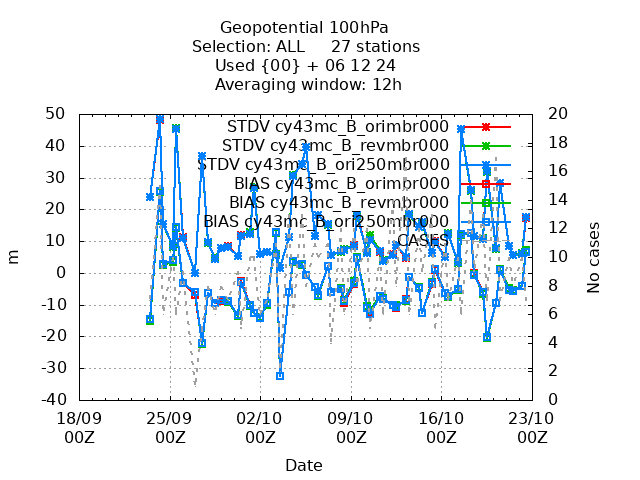 Geopotential 100hPa
Selection: ALL 27 stations
Used {00} + 06 12 24
Averaging window: 12h
50 20
STDV cy43mc_B_orimbr000
40 18
STDV cy43mc_B_revmbr000
STDV cy43mc_B_ori250mbr000
30 16
BIAS cy43mc_B_orimbr000
BIAS cy43mc_B_revmbr000
20 14
BIAS cy43mc_B_ori250mbr000
10 12
CASES
0 10
-10 8
-20 6
-30 4
-40 2
0
m
No cases
18/09 25/09 02/10 09/10 16/10 23/10
00Z 00Z 00Z 00Z 00Z 00Z
Date